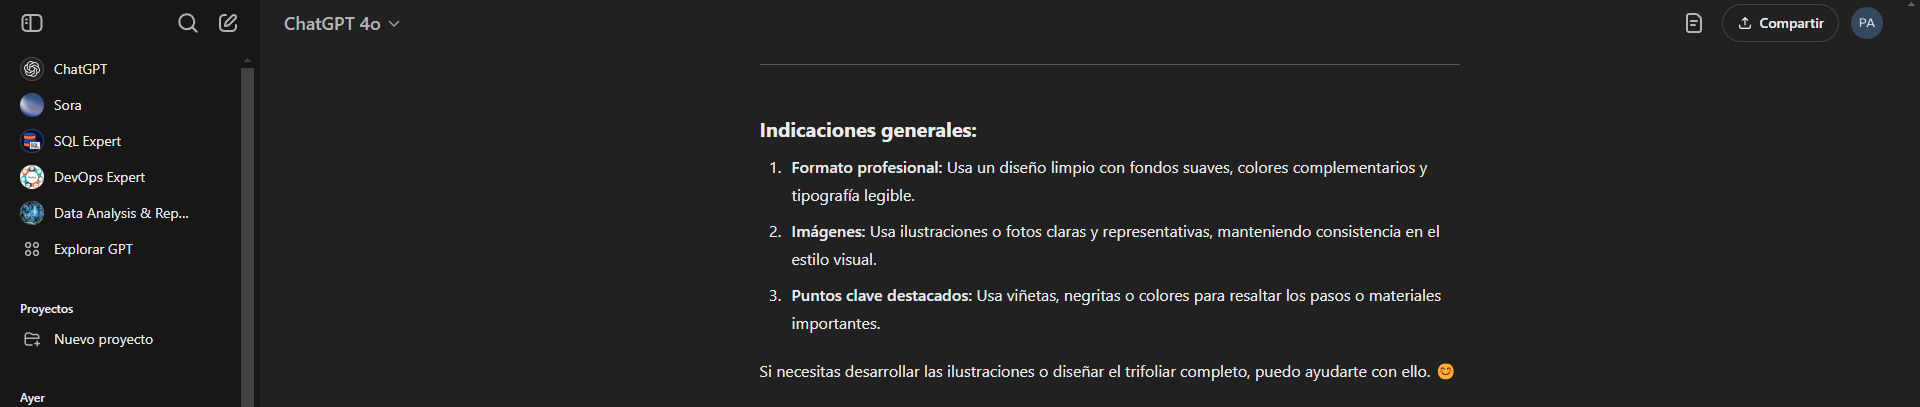 ChatGPT 4o
Compartir
PA
ChatGPT
Sora
SQL Expert
DevOps Expert
Data Analysis & Rep...
Explorar GPT
Proyectos
Nuevo proyecto
Ayer
Indicaciones generales:
1. Formato profesional: Usa un diseño limpio con fondos suaves, colores complementarios y
tipografía legible.
2. Imágenes: Usa ilustraciones o fotos claras y representativas, manteniendo consistencia en el
estilo visual.
3. Puntos clave destacados: Usa viñetas, negritas o colores para resaltar los pasos o materiales
importantes.
Si necesitas desarrollar las ilustraciones o diseñar el trifoliar completo, puedo ayudarte con ello. 😊